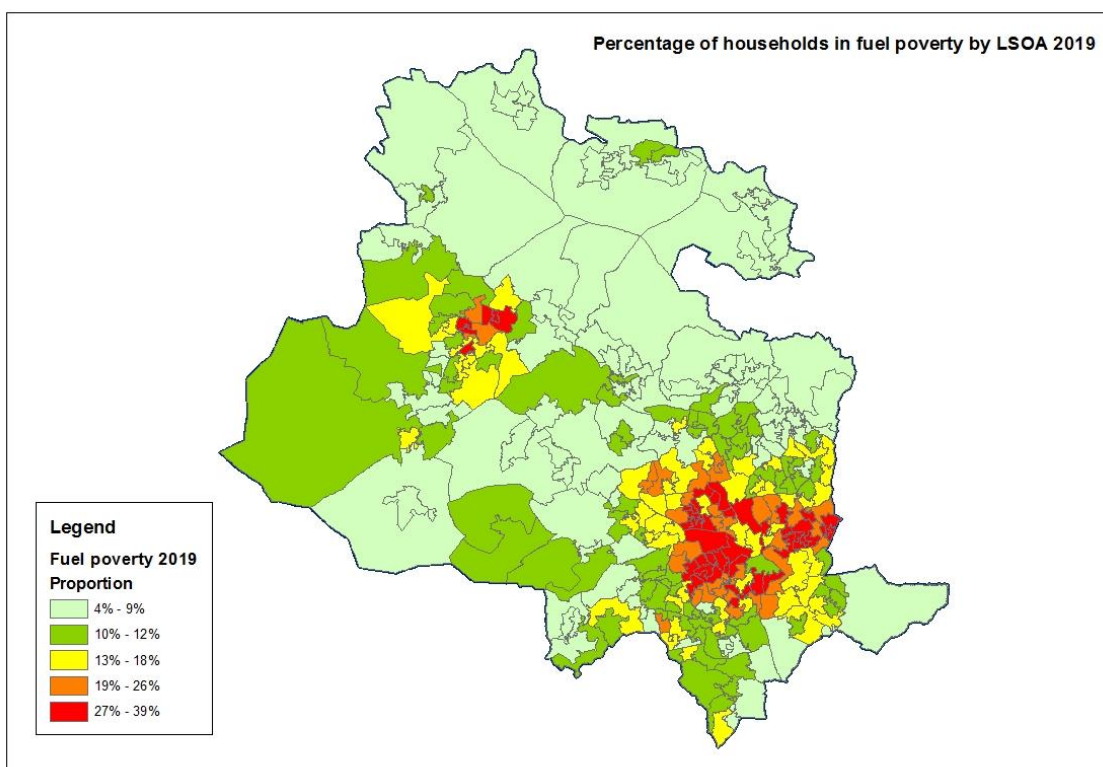 Percentage of households in fuel poverty by LSOA 2019
Legend
Fuel poverty 2019
Proportion
4% - 9%
10% - 12%
13% - 18%
19% - 26%
27% - 39%